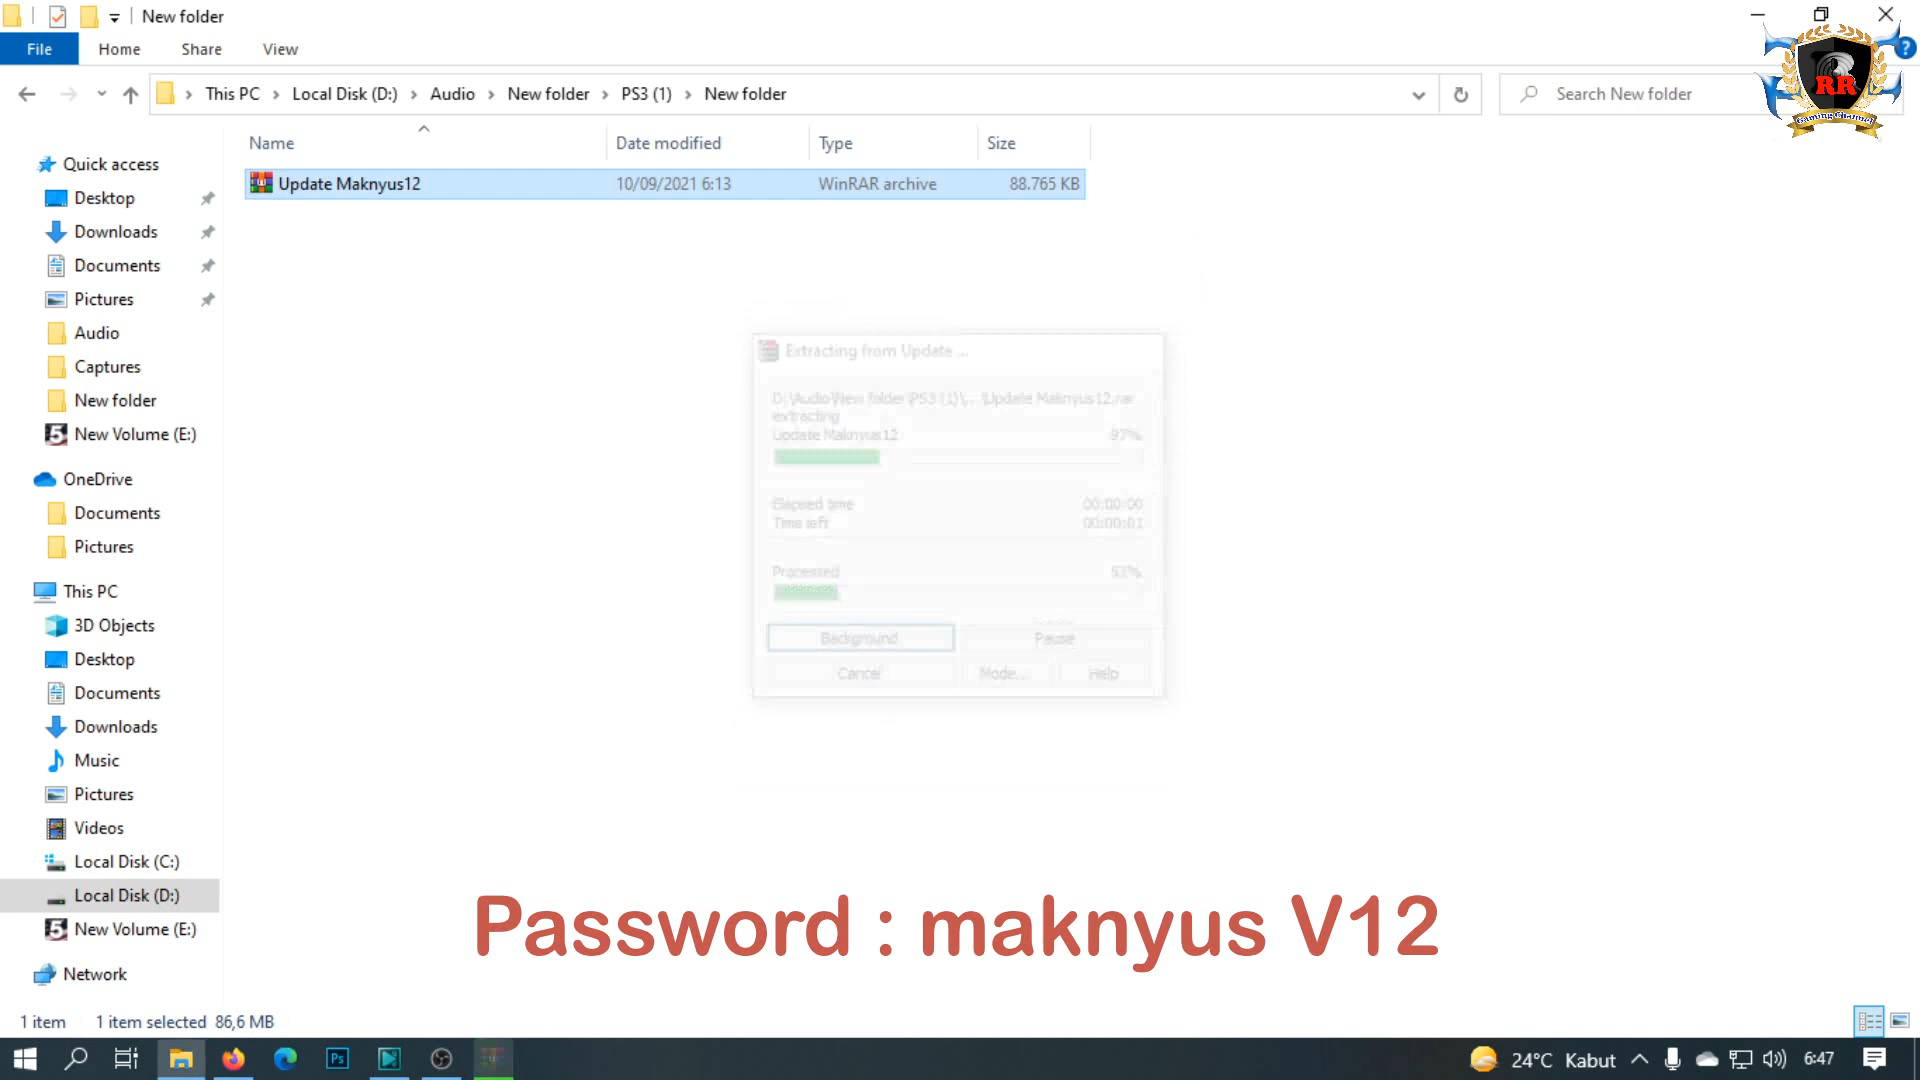 New folder
File Home Share View
This PC Local Disk (D:) Audio New folder PS3 (1) New folder
Search New folder
RR
Gaming Channel
Name Date modified Type Size
Update Maknyus12 10/09/2021 6:13 WinRAR archive 88.765 KB
Quick access
Desktop
Downloads
Documents
Pictures
Audio
Captures
New folder
New Volume (E:)
OneDrive
Documents
Pictures
This PC
3D Objects
Desktop
Documents
Downloads
Music
Pictures
Videos
Local Disk (C:)
Local Disk (D:)
New Volume (E:)
Network
Extracting from Update ...
D:\Audio\New folder\PS3 (1)\... \Update Maknyus12.rar
extracting
Update Maknyus12 97%
Elapsed time 00:00:00
Time left 00:00:01
Processed 53%
Background Pause
Cancel Mode... Help
Password : maknyus V12
1 item 1 item selected 86,6 MB
Ps 24°C Kabut 6:47